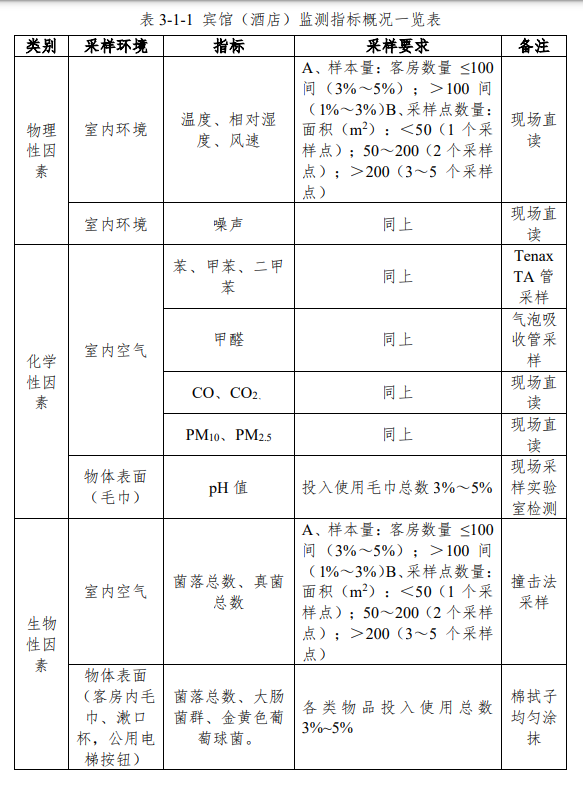 表 3-1-1 宾馆（酒店）监测指标概况一览表
类别 采样环境 指标 采样要求 备注
物理
性因
素
室内环境
温度、相对湿
度、风速
A、样本量：客房数量 ≤100
间（3%～5%）；＞100 间
（1%～3%)B、采样点数量：
面积（m²）：＜50（1 个采
样点）；50～200（2 个采样
点）；＞200（3～5 个采样
点）
现场直
读
室内环境
噪声
同上
现场直
读
化学
性因
素
室内空气
苯、甲苯、二甲
苯
同上
Tenax
TA 管
采样
甲醛
同上
气泡吸
收管采
样
CO、CO₂.
同上
现场直
读
PM₁₀、PM₂.₅
同上
现场直
读
物体表面
（毛巾）
pH 值
投入使用毛巾总数 3%～5%
现场采
样实验
室检测
生物
性因
素
室内空气
菌落总数、真菌
总数
A、样本量：客房数量 ≤100
间（3%～5%）；＞100 间
（1%～3%)B、采样点数量：
面积（m²）：＜50（1 个采
样点）；50～200（2 个采样
点）；＞200（3～5 个采样
点）
撞击法
采样
物体表面
（客房内毛
巾、漱口
杯，公用电
梯按钮）
菌落总数、大肠
菌群、金黄色葡
萄球菌。
各类物品投入使用总数
3%~5%
棉拭子
均匀涂
抹